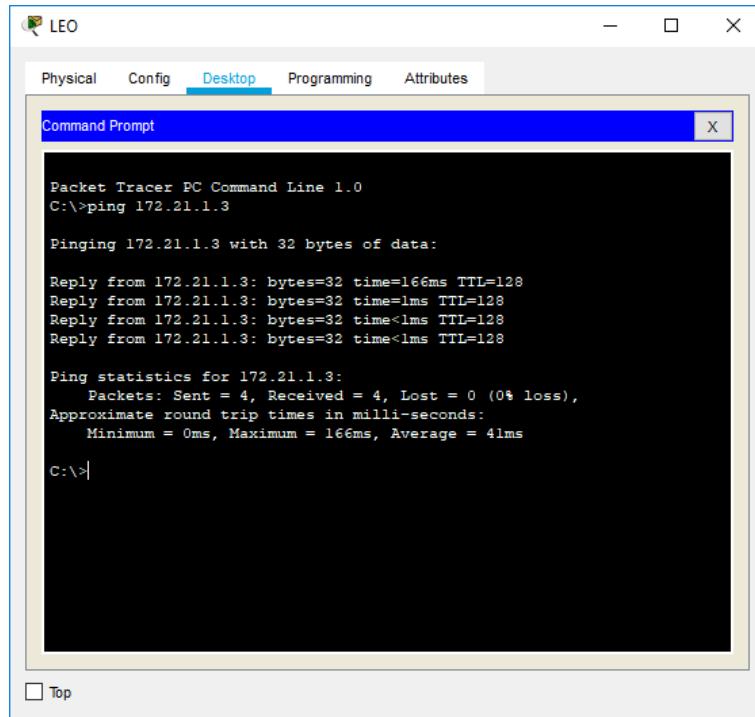 LEO
Physical Config Desktop Programming Attributes
Command Prompt
X
Packet Tracer PC Command Line 1.0
C:\>ping 172.21.1.3
Pinging 172.21.1.3 with 32 bytes of data:
Reply from 172.21.1.3: bytes=32 time=166ms TTL=128
Reply from 172.21.1.3: bytes=32 time=1ms TTL=128
Reply from 172.21.1.3: bytes=32 time<1ms TTL=128
Reply from 172.21.1.3: bytes=32 time<1ms TTL=128
Ping statistics for 172.21.1.3:
Packets: Sent = 4, Received = 4, Lost = 0 (0% loss),
Approximate round trip times in milli-seconds:
Minimum = 0ms, Maximum = 166ms, Average = 41ms
C:\>
Top